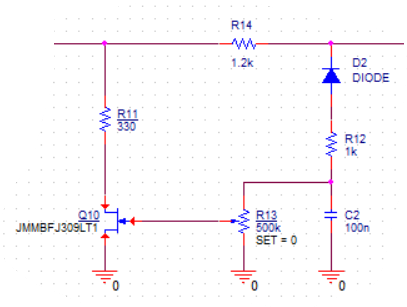 R14
1.2k
D2
DIODE
R11
330
R12
1k
Q10
JMMBFJ309LT1
R13
500k
SET = 0
C2
100n
0
0
0